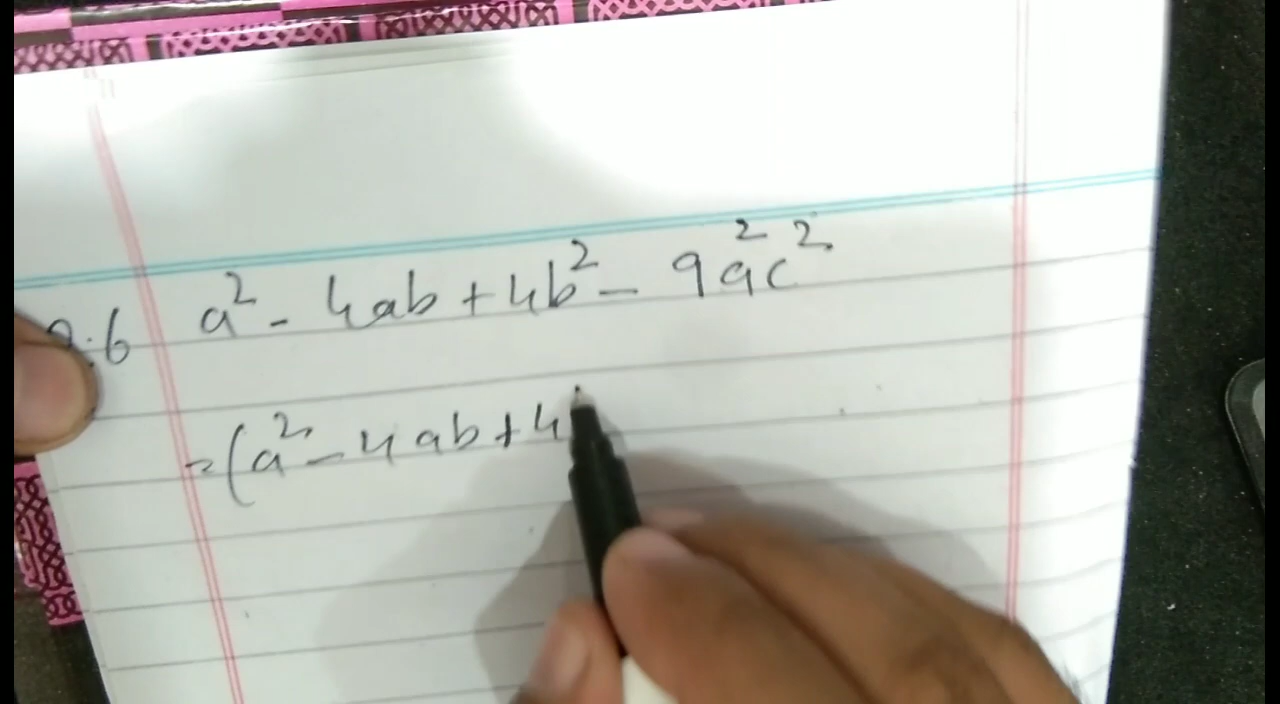 Q.6 a² - 4ab + 4b² - 9a²c²
= (a² - 4ab + 4